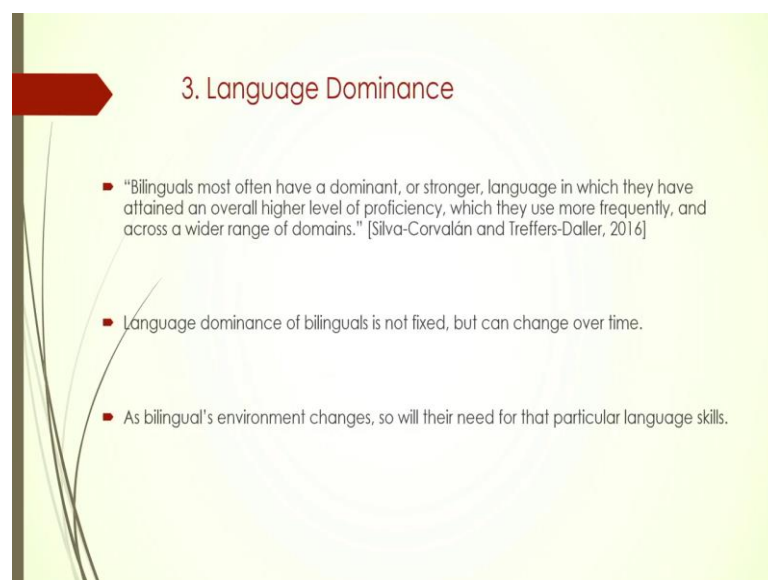 3. Language Dominance
“Bilinguals most often have a dominant, or stronger, language in which they have
attained an overall higher level of proficiency, which they use more frequently, and
across a wider range of domains.” [Silva-Corvalán and Treffers-Daller, 2016]
Language dominance of bilinguals is not fixed, but can change over time.
As bilingual’s environment changes, so will their need for that particular language skills.